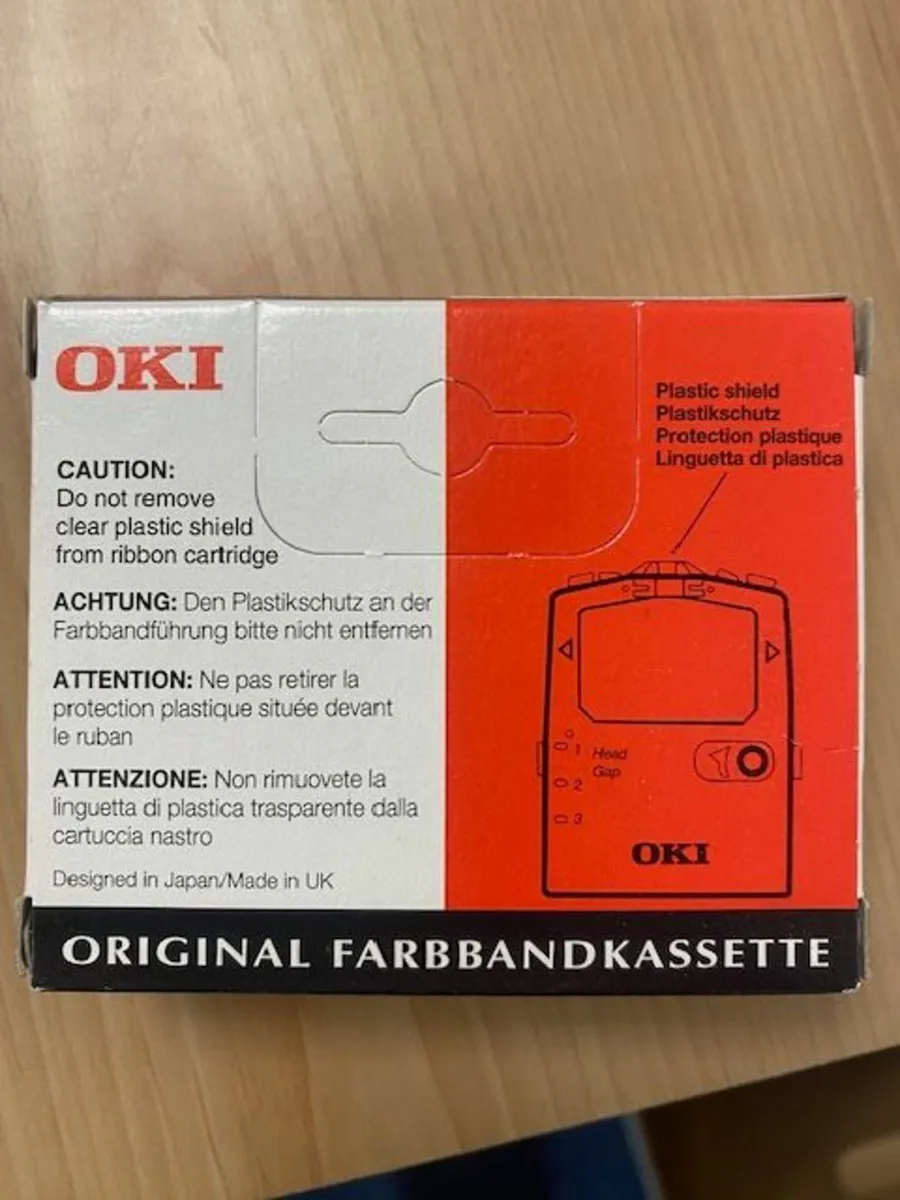 OKI
CAUTION:
Do not remove
clear plastic shield
from ribbon cartridge
ACHTUNG: Den Plastikschutz an der
Farbbandführung bitte nicht entfernen
ATTENTION: Ne pas retirer la
protection plastique située devant
le ruban
ATTENZIONE: Non rimuovete la
linguetta di plastica trasparente dalla
cartuccia nastro
Designed in Japan/Made in UK
Plastic shield
Plastikschutz
Protection plastique
Linguetta di plastica
1 Head
Gap
2
3
OKI
ORIGINAL FARBBANDKASSETTE